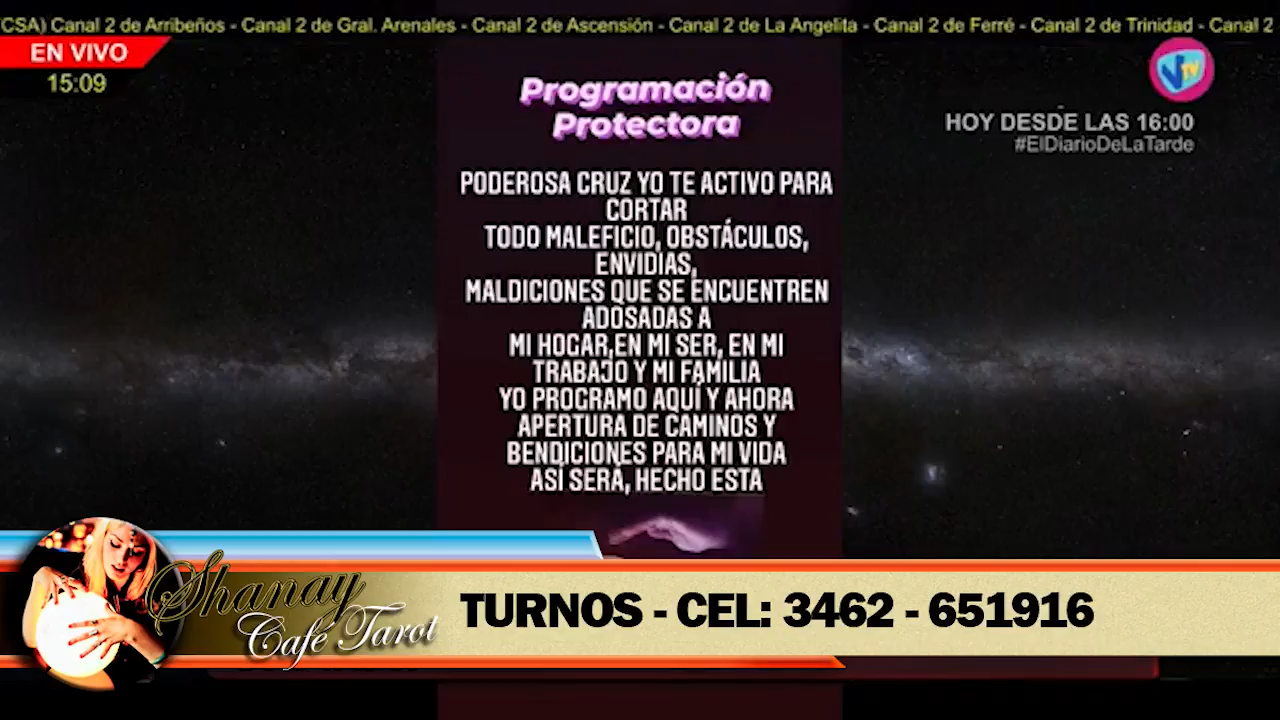 CSA) Canal 2 de Arribeños - Canal 2 de Gral. Arenales - Canal 2 de Ascensión - Canal 2 de La Angelita - Canal 2 de Ferré - Canal 2 de Trinidad - Canal 2
EN VIVO
15:09
VTV
HOY DESDE LAS 16:00
#ElDiarioDeLaTarde
Programación
Protectora
PODEROSA CRUZ YO TE ACTIVO PARA
CORTAR
TODO MALEFICIO, OBSTÁCULOS,
ENVIDIAS,
MALDICIONES QUE SE ENCUENTREN
ADOSADAS A
MI HOGAR,EN MI SER, EN MI
TRABAJO Y MI FAMILIA
YO PROGRAMO AQUÍ Y AHORA
APERTURA DE CAMINOS Y
BENDICIONES PARA MI VIDA
ASÍ SERÁ, HECHO ESTA
Shanay
Café Tarot
TURNOS - CEL: 3462 - 651916